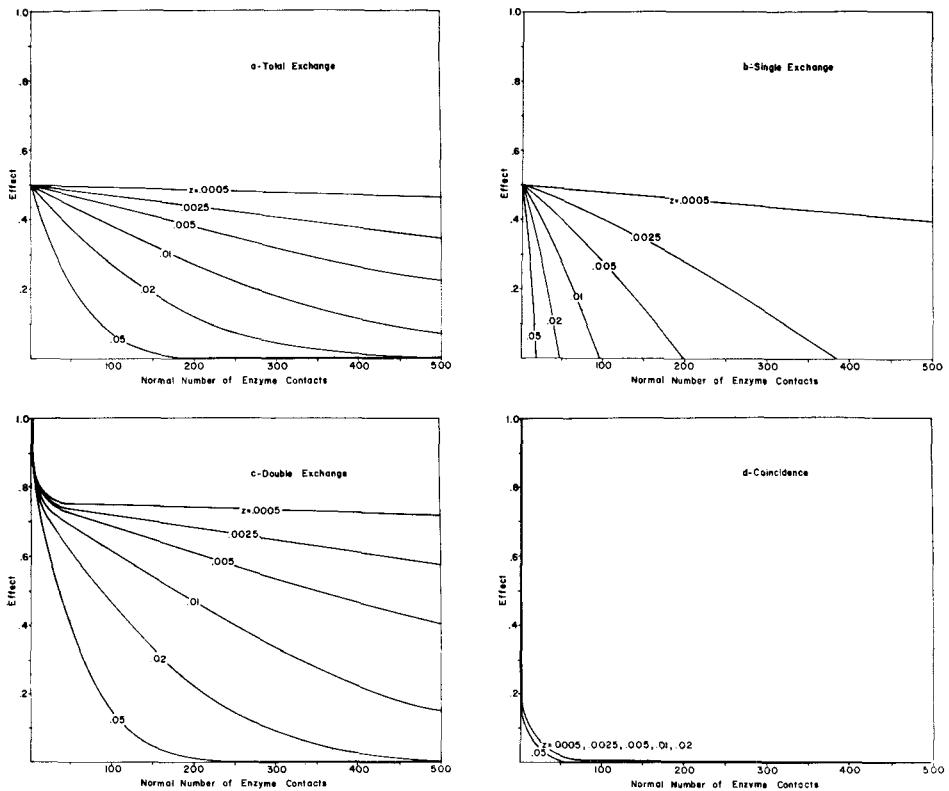 1.0
.8
.6
.4
.2
Effect
a-Total Exchange
z=.0005
.0025
.005
.01
.02
.05
100 200 300 400 500
Normal Number of Enzyme Contacts
1.0
.8
.6
.4
.2
Effect
b-Single Exchange
z=.0005
.0025
.005
.01
.02
.05
100 200 300 400 500
Normal Number of Enzyme Contacts
1.0
.8
.6
.4
.2
Effect
c-Double Exchange
z=.0005
.0025
.005
.01
.02
.05
100 200 300 400 500
Normal Number of Enzyme Contacts
1.0
.8
.6
.4
.2
Effect
d-Coincidence
z=.0005, .0025, .005, .01, .02
.05
100 200 300 400 500
Normal Number of Enzyme Contacts